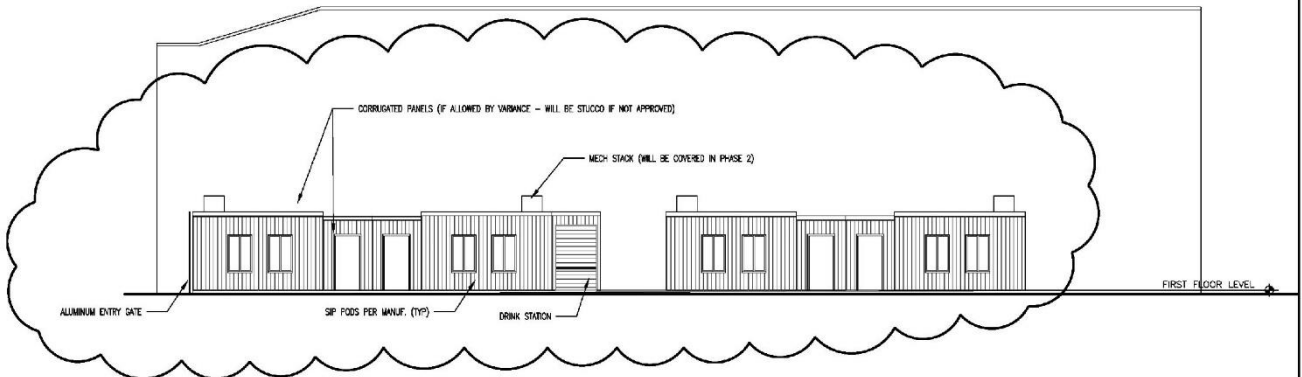 CORRUGATED PANELS (IF ALLOWED BY VARIANCE - WILL BE STUCCO IF NOT APPROVED)
MECH STACK (WILL BE COVERED IN PHASE 2)
FIRST FLOOR LEVEL
ALUMINUM ENTRY GATE
SIP PODS PER MANUF. (TYP)
DRINK STATION